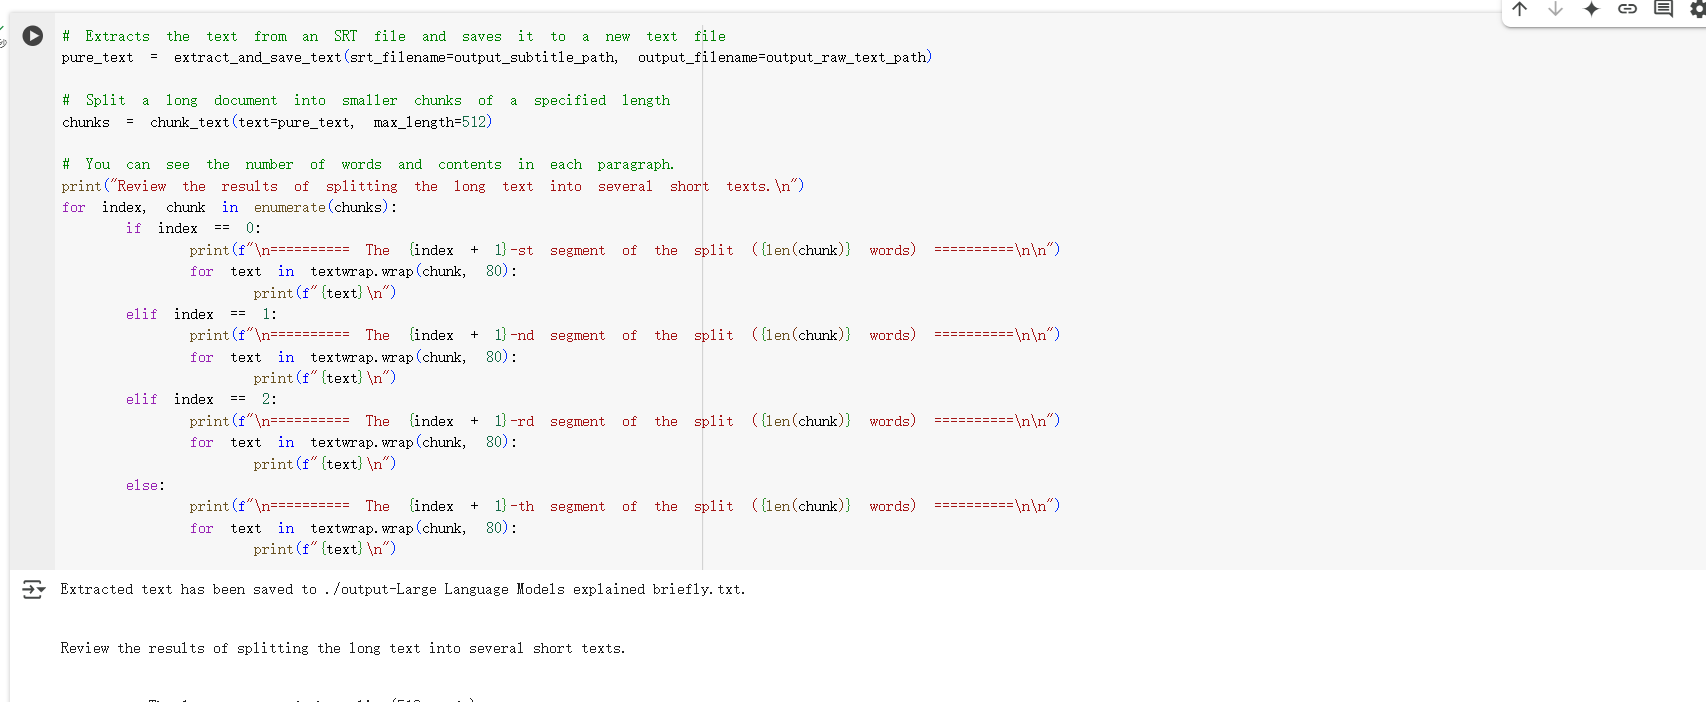 # Extracts the text from an SRT file and saves it to a new text file
pure_text = extract_and_save_text(srt_filename=output_subtitle_path, output_filename=output_raw_text_path)
# Split a long document into smaller chunks of a specified length
chunks = chunk_text(text=pure_text, max_length=512)
# You can see the number of words and contents in each paragraph.
print("Review the results of splitting the long text into several short texts.\n")
for index, chunk in enumerate(chunks):
if index == 0:
print(f"\n========== The {index + 1}-st segment of the split ({len(chunk)} words) ==========\n\n")
for text in textwrap.wrap(chunk, 80):
print(f"{text}\n")
elif index == 1:
print(f"\n========== The {index + 1}-nd segment of the split ({len(chunk)} words) ==========\n\n")
for text in textwrap.wrap(chunk, 80):
print(f"{text}\n")
elif index == 2:
print(f"\n========== The {index + 1}-rd segment of the split ({len(chunk)} words) ==========\n\n")
for text in textwrap.wrap(chunk, 80):
print(f"{text}\n")
else:
print(f"\n========== The {index + 1}-th segment of the split ({len(chunk)} words) ==========\n\n")
for text in textwrap.wrap(chunk, 80):
print(f"{text}\n")
Extracted text has been saved to ./output-Large Language Models explained briefly.txt.
Review the results of splitting the long text into several short texts.